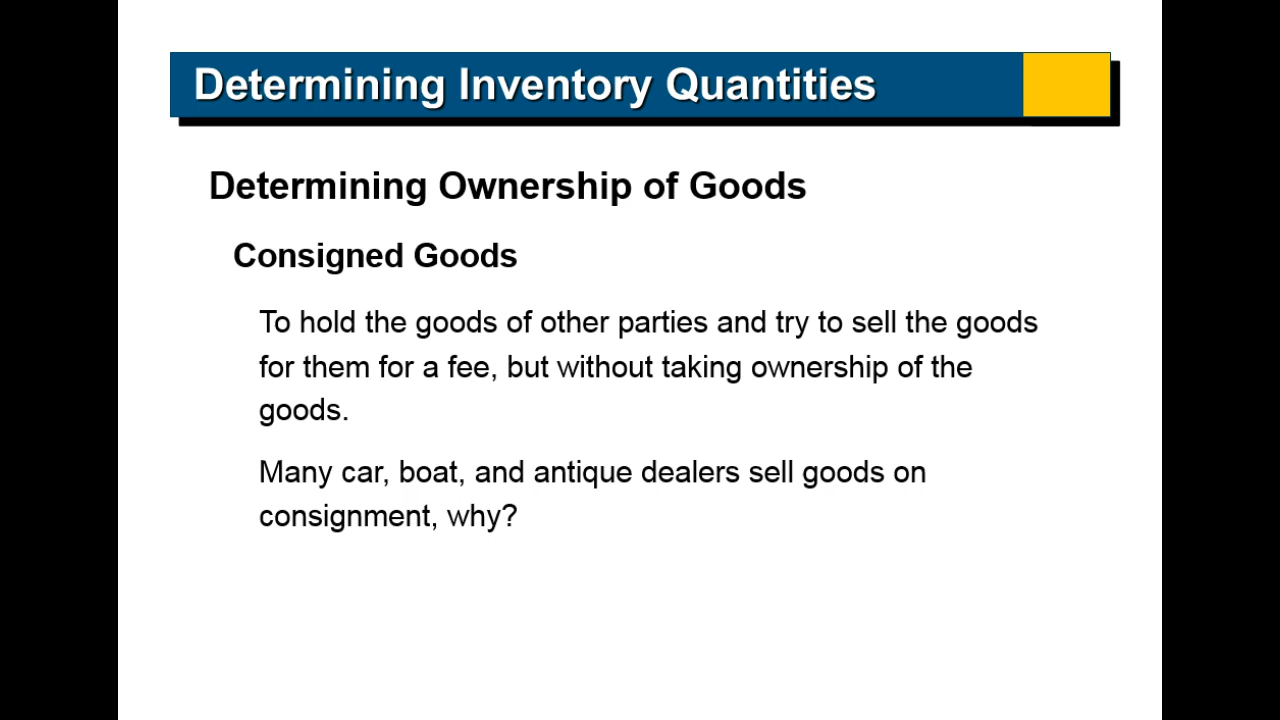 Determining Inventory Quantities
Determining Ownership of Goods
Consigned Goods
To hold the goods of other parties and try to sell the goods
for them for a fee, but without taking ownership of the
goods.
Many car, boat, and antique dealers sell goods on
consignment, why?